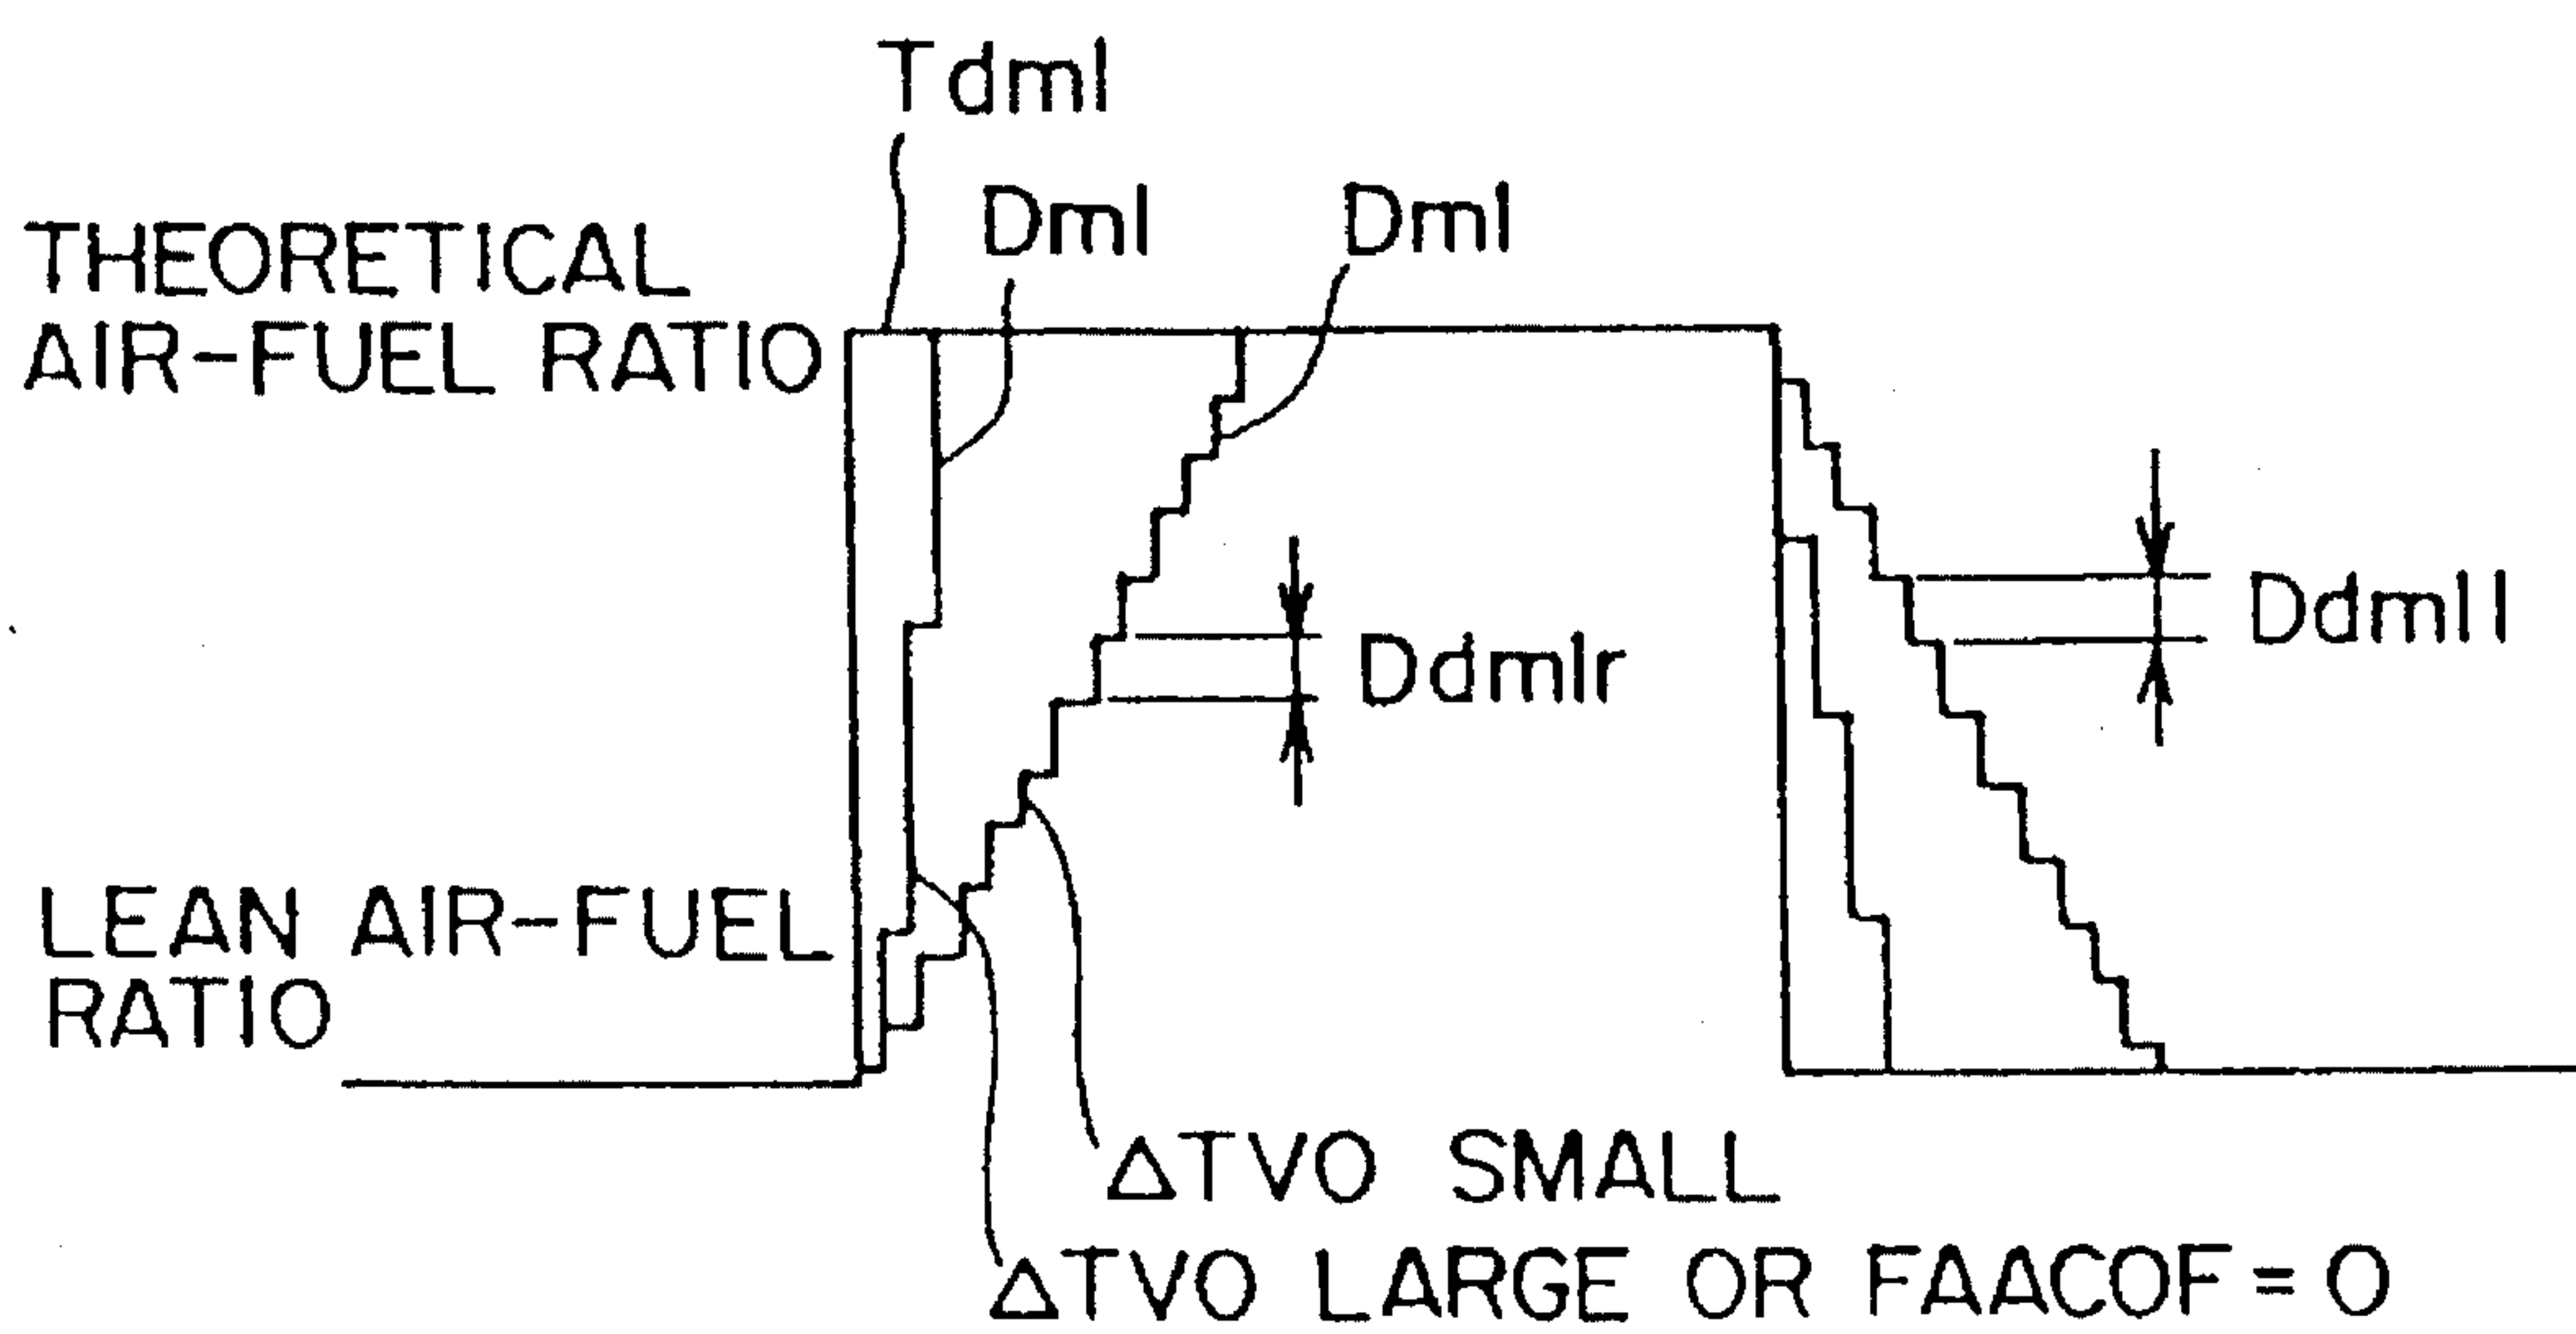 Tdml
Dml
Dml
THEORETICAL
AIR-FUEL RATIO
Ddmlr
Ddmll
LEAN AIR-FUEL
RATIO
ΔTVO SMALL
ΔTVO LARGE OR FAACOF=0